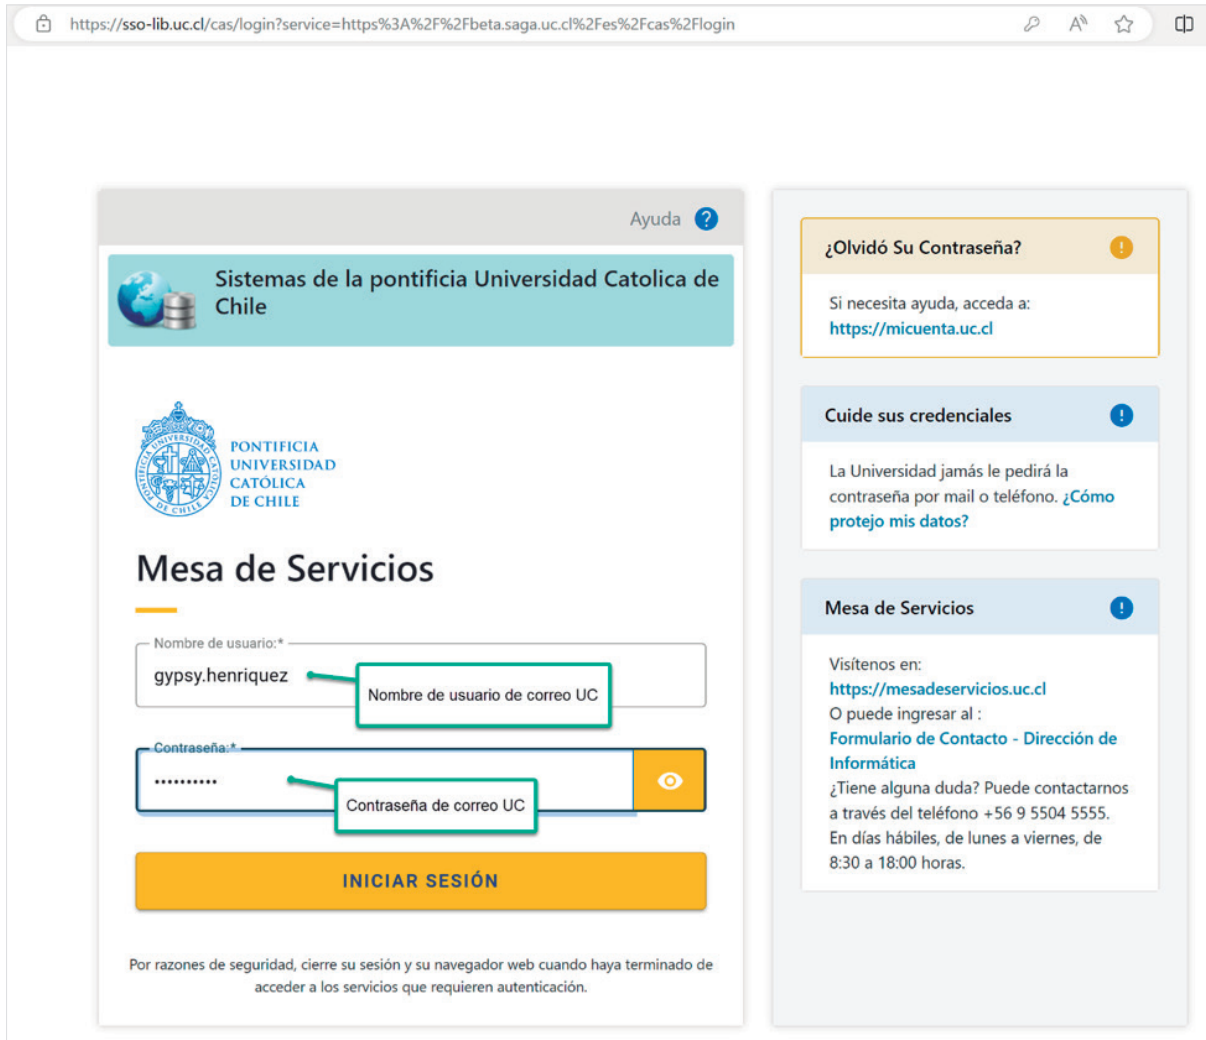 https://sso-lib.uc.cl/cas/login?service=https%3A%2F%2Fbeta.saga.uc.cl%2Fes%2Fcas%2Flogin
Ayuda ?
Sistemas de la pontificia Universidad Catolica de
Chile
PONTIFICIA
UNIVERSIDAD
CATÓLICA
DE CHILE
Mesa de Servicios
Nombre de usuario:*
gypsy.henriquez
Nombre de usuario de correo UC
Contraseña:*
••••••••••
Contraseña de correo UC
INICIAR SESIÓN
Por razones de seguridad, cierre su sesión y su navegador web cuando haya terminado de
acceder a los servicios que requieren autenticación.
¿Olvidó Su Contraseña?
Si necesita ayuda, acceda a:
https://micuenta.uc.cl
Cuide sus credenciales
La Universidad jamás le pedirá la
contraseña por mail o teléfono. ¿Cómo
protejo mis datos?
Mesa de Servicios
Visítenos en:
https://mesadeservicios.uc.cl
O puede ingresar al :
Formulario de Contacto - Dirección de
Informática
¿Tiene alguna duda? Puede contactarnos
a través del teléfono +56 9 5504 5555.
En días hábiles, de lunes a viernes, de
8:30 a 18:00 horas.